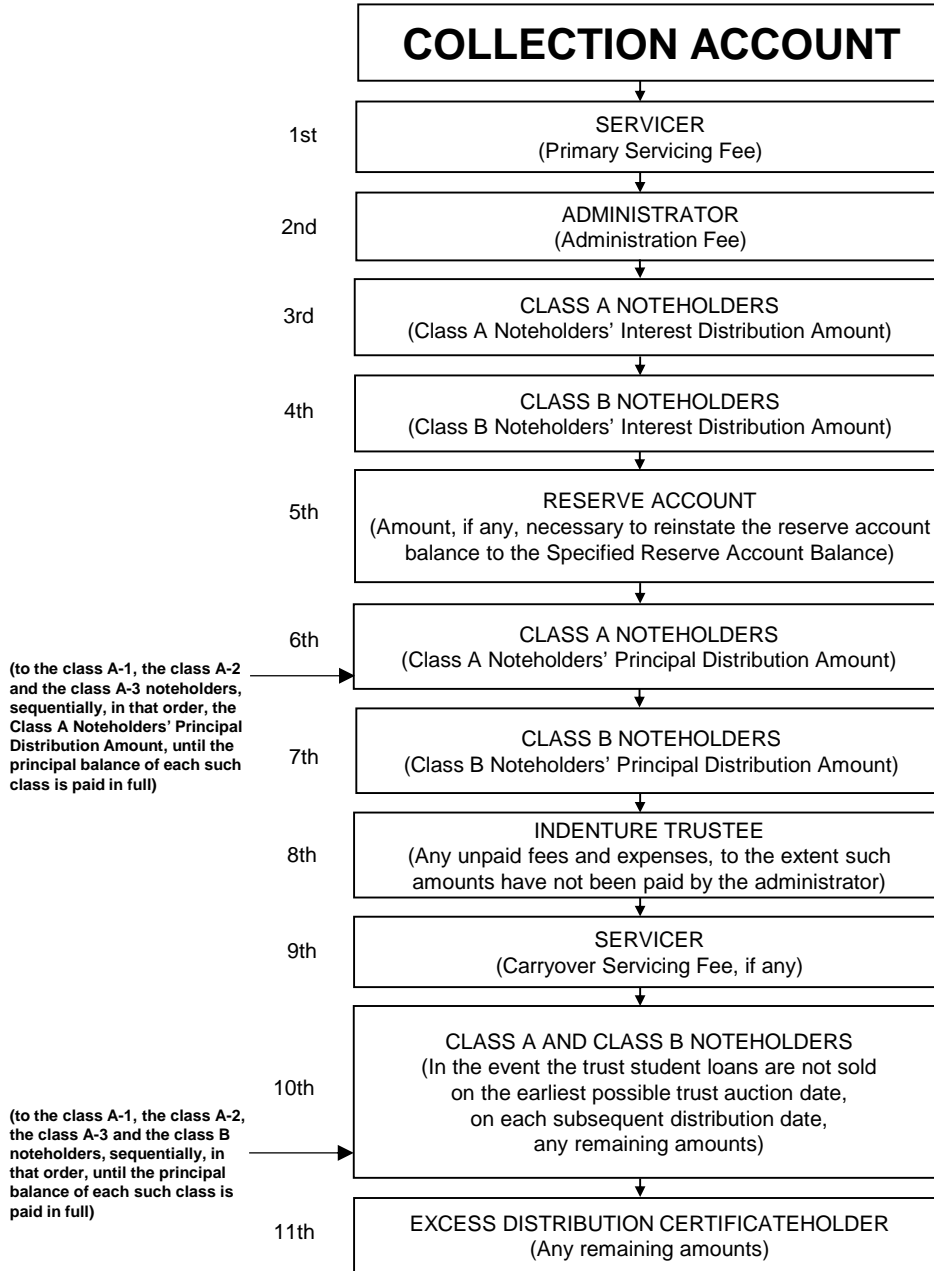 COLLECTION ACCOUNT
1st
SERVICER
(Primary Servicing Fee)
2nd
ADMINISTRATOR
(Administration Fee)
3rd
CLASS A NOTEHOLDERS
(Class A Noteholders’ Interest Distribution Amount)
4th
CLASS B NOTEHOLDERS
(Class B Noteholders’ Interest Distribution Amount)
5th
RESERVE ACCOUNT
(Amount, if any, necessary to reinstate the reserve account
balance to the Specified Reserve Account Balance)
6th
CLASS A NOTEHOLDERS
(Class A Noteholders’ Principal Distribution Amount)
(to the class A-1, the class A-2
and the class A-3 noteholders,
sequentially, in that order, the
Class A Noteholders’ Principal
Distribution Amount, until the
principal balance of each such
class is paid in full)
7th
CLASS B NOTEHOLDERS
(Class B Noteholders’ Principal Distribution Amount)
8th
INDENTURE TRUSTEE
(Any unpaid fees and expenses, to the extent such
amounts have not been paid by the administrator)
9th
SERVICER
(Carryover Servicing Fee, if any)
10th
CLASS A AND CLASS B NOTEHOLDERS
(In the event the trust student loans are not sold
on the earliest possible trust auction date,
on each subsequent distribution date,
any remaining amounts)
(to the class A-1, the class A-2,
the class A-3 and the class B
noteholders, sequentially, in
that order, until the principal
balance of each such class is
paid in full)
11th
EXCESS DISTRIBUTION CERTIFICATEHOLDER
(Any remaining amounts)